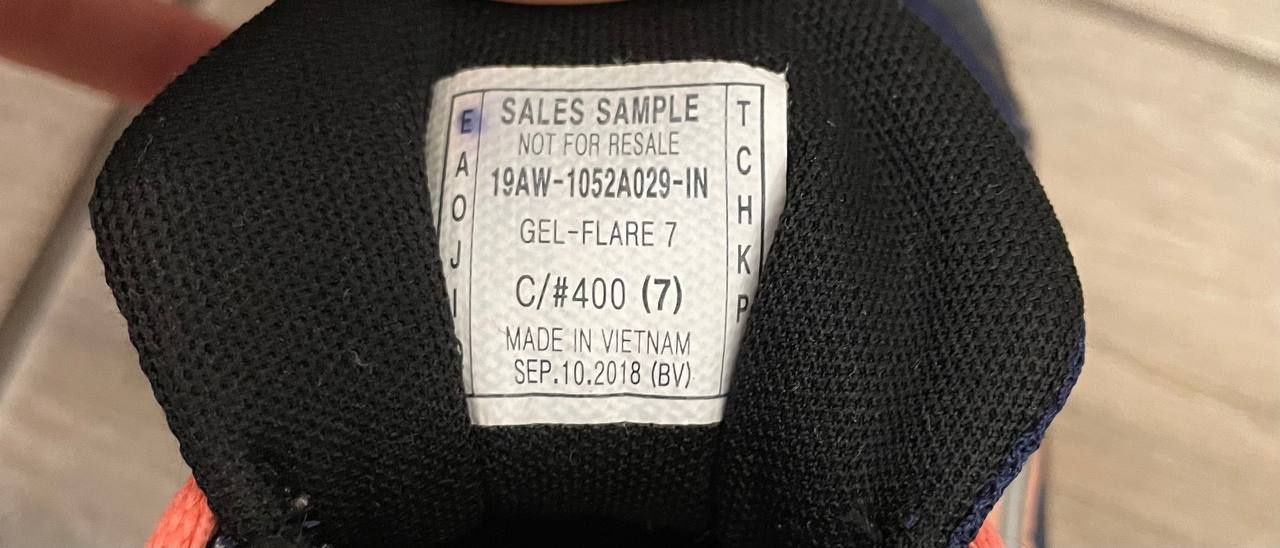 SALES SAMPLE
NOT FOR RESALE
19AW-1052A029-IN
GEL-FLARE 7
C/#400 (7)
MADE IN VIETNAM
SEP.10.2018 (BV)
E
A
O
J
I
T
C
H
K
P